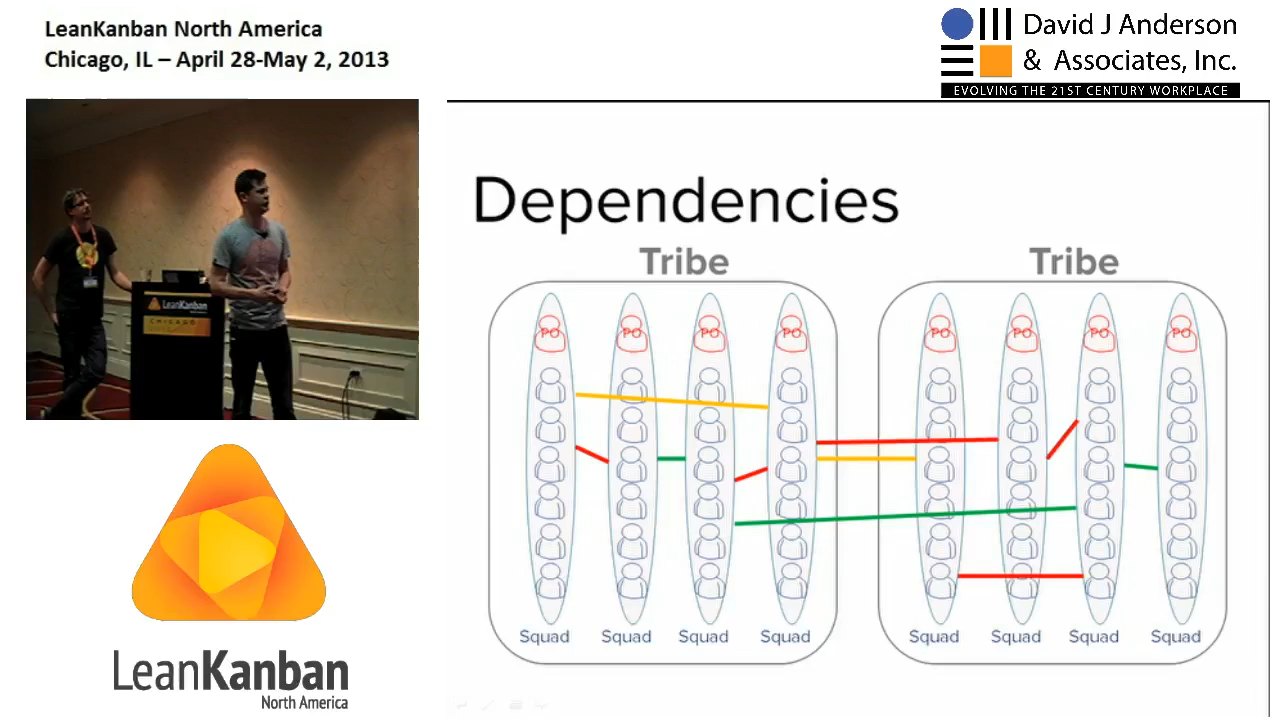 LeanKanban North America
Chicago, IL – April 28-May 2, 2013
David J Anderson
& Associates, Inc.
EVOLVING THE 21ST CENTURY WORKPLACE
LeanKanban
CHICAGO
LeanKanban
North America
Dependencies
Tribe
Tribe
PO PO PO PO PO PO PO PO
Squad Squad Squad Squad Squad Squad Squad Squad